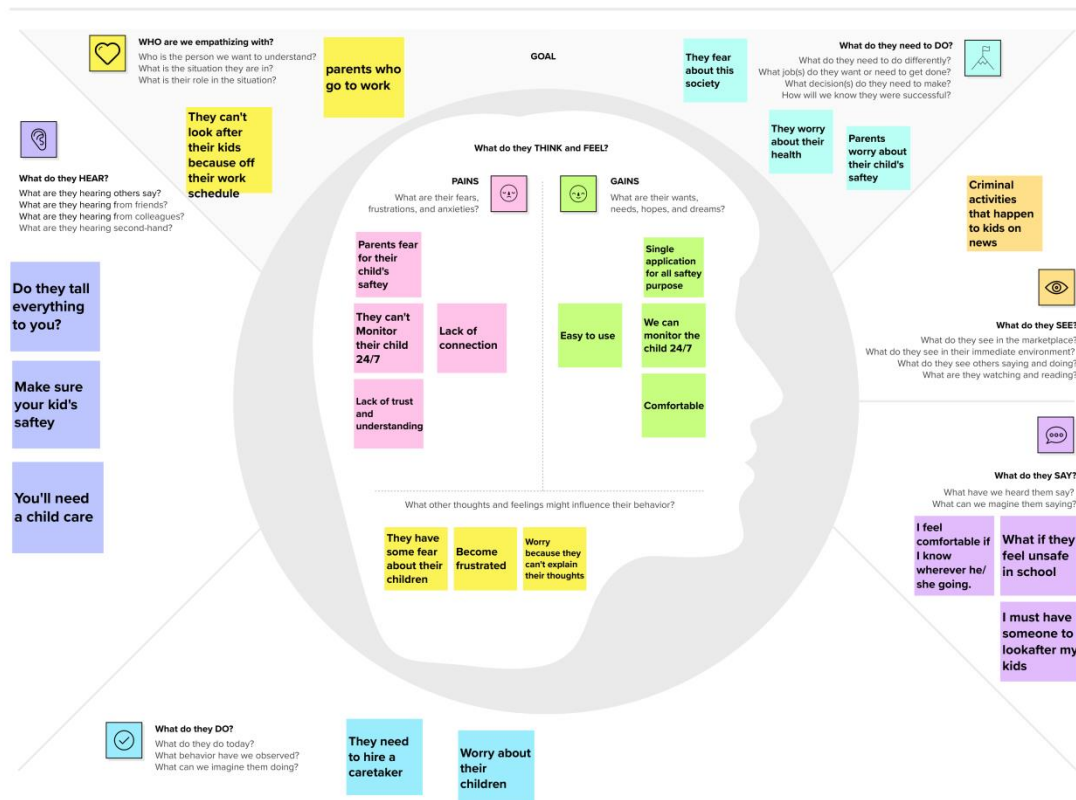 WHO are we empathizing with?
Who is the person we want to understand?
What is the situation they are in?
What is their role in the situation?
parents who
go to work
They can't
look after
their kids
because off
their work
schedule
GOAL
They fear
about this
society
What do they need to DO?
What do they need to do differently?
What job(s) do they want or need to get done?
What decision(s) do they need to make?
How will we know they were successful?
They worry
about their
health
Parents
worry about
their child's
saftey
What do they HEAR?
What are they hearing others say?
What are they hearing from friends?
What are they hearing from colleagues?
What are they hearing second-hand?
Do they tall
everything
to you?
Make sure
your kid's
saftey
You'll need
a child care
What do they THINK and FEEL?
PAINS
What are their fears,
frustrations, and anxieties?
Parents fear
for their
child's
saftey
They can't
Monitor
their child
24/7
Lack of
connection
Lack of trust
and
understanding
GAINS
What are their wants,
needs, hopes, and dreams?
Single
application
for all saftey
purpose
Easy to use
We can
monitor the
child 24/7
Comfortable
What other thoughts and feelings might influence their behavior?
They have
some fear
about their
children
Become
frustrated
Worry
because they
can't explain
their thoughts
Criminal
activities
that happen
to kids on
news
What do they SEE?
What do they see in the marketplace?
What do they see in their immediate environment?
What do they see others saying and doing?
What are they watching and reading?
What do they SAY?
What have we heard them say?
What can we magine them saying?
I feel
comfortable if
I know
wherever he/
she going.
What if they
feel unsafe
in school
I must have
someone to
lookafter my
kids
What do they DO?
What do they do today?
What behavior have we observed?
What can we imagine them doing?
They need
to hire a
caretaker
Worry about
their
children